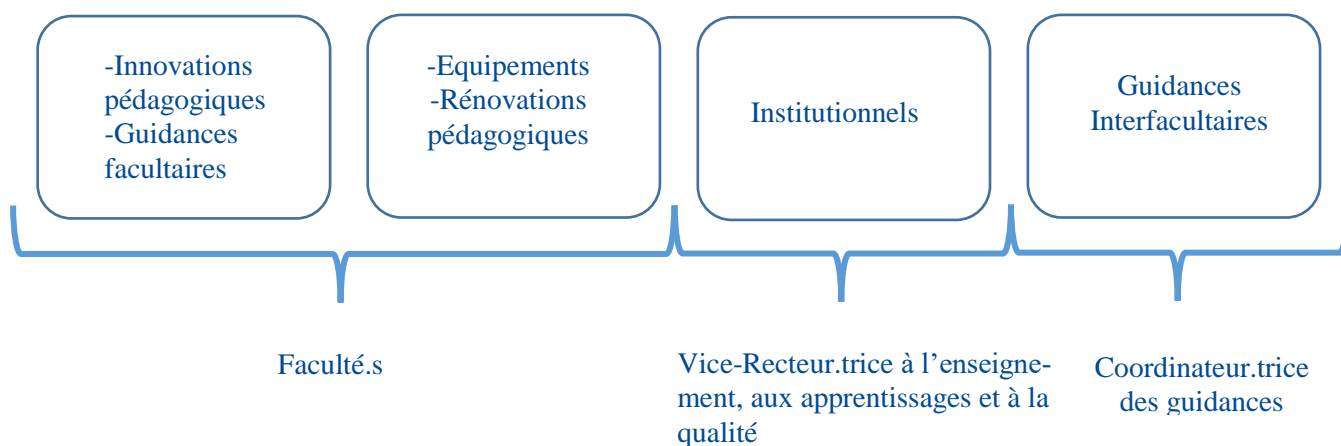 -Innovations
pédagogiques
-Guidances
facultaires
-Equipements
-Rénovations
pédagogiques
Institutionnels
Guidances
Interfacultaires
Faculté.s
Vice-Recteur.trice à l’enseigne-
ment, aux apprentissages et à la
qualité
Coordinateur.trice
des guidances